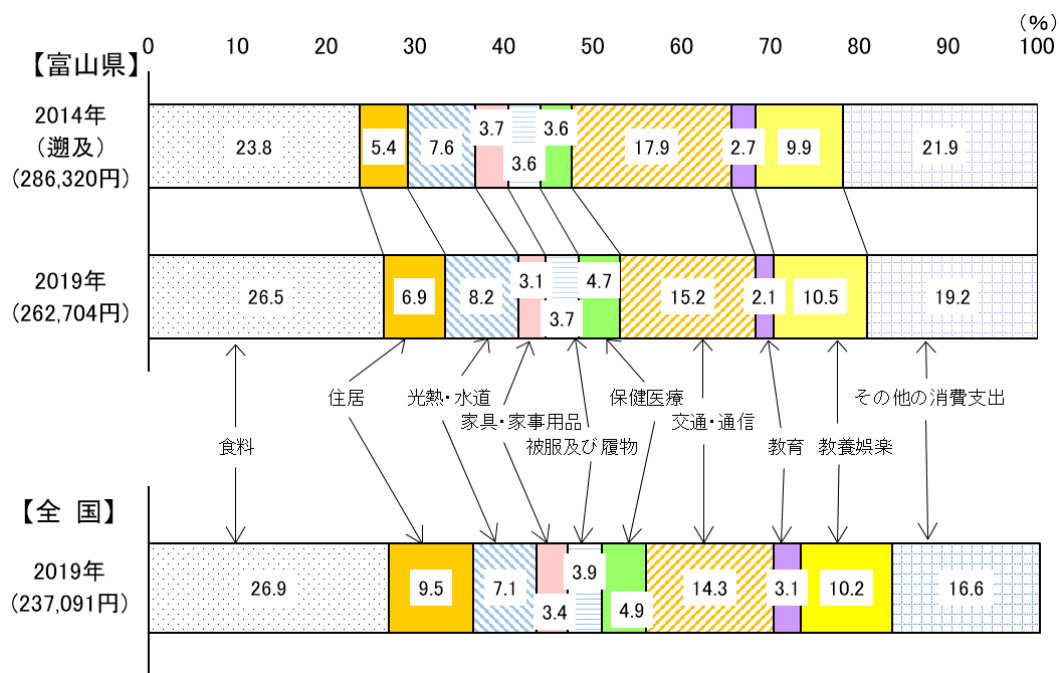 (%)
0 10 20 30 40 50 60 70 80 90 100
【富山県】
2014年
(遡及)
(286,320円)
23.8 5.4 7.6 3.7 3.6 3.6 17.9 2.7 9.9 21.9
2019年
(262,704円)
26.5 6.9 8.2 3.1 3.7 4.7 15.2 2.1 10.5 19.2
住居 光熱・水道 保健医療 その他の消費支出
家具・家事用品 交通・通信
食料 被服及び履物 教育 教養娯楽
【全 国】
2019年
(237,091円)
26.9 9.5 7.1 3.4 3.9 4.9 14.3 3.1 10.2 16.6